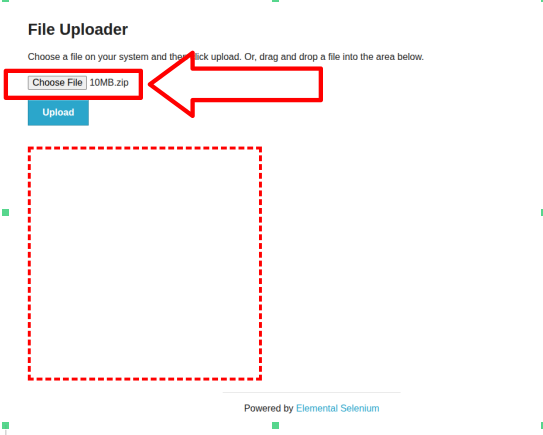 File Uploader
Choose a file on your system and then click upload. Or, drag and drop a file into the area below.
Choose File 10MB.zip
Upload
Powered by Elemental Selenium